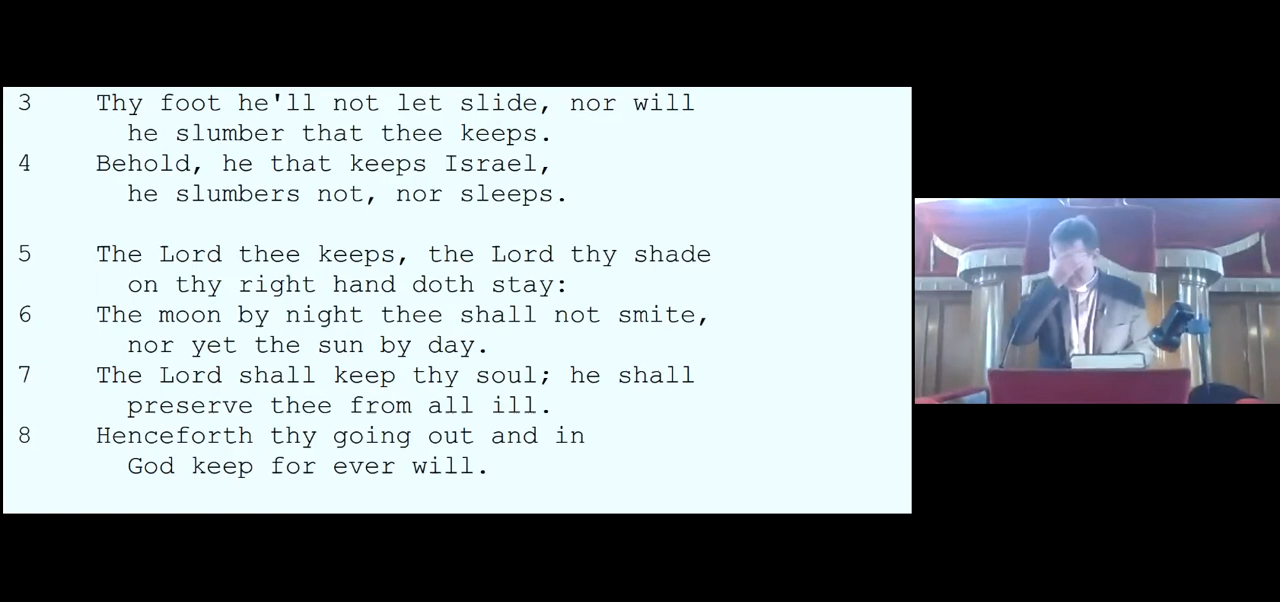 3 Thy foot he'll not let slide, nor will
he slumber that thee keeps.
4 Behold, he that keeps Israel,
he slumbers not, nor sleeps.
5 The Lord thee keeps, the Lord thy shade
on thy right hand doth stay:
6 The moon by night thee shall not smite,
nor yet the sun by day.
7 The Lord shall keep thy soul; he shall
preserve thee from all ill.
8 Henceforth thy going out and in
God keep for ever will.